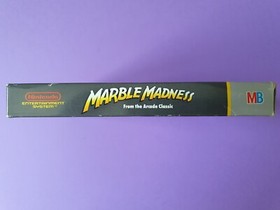 Nintendo
ENTERTAINMENT
SYSTEM
MARBLE MADNESS
From the Arcade Classic
MB